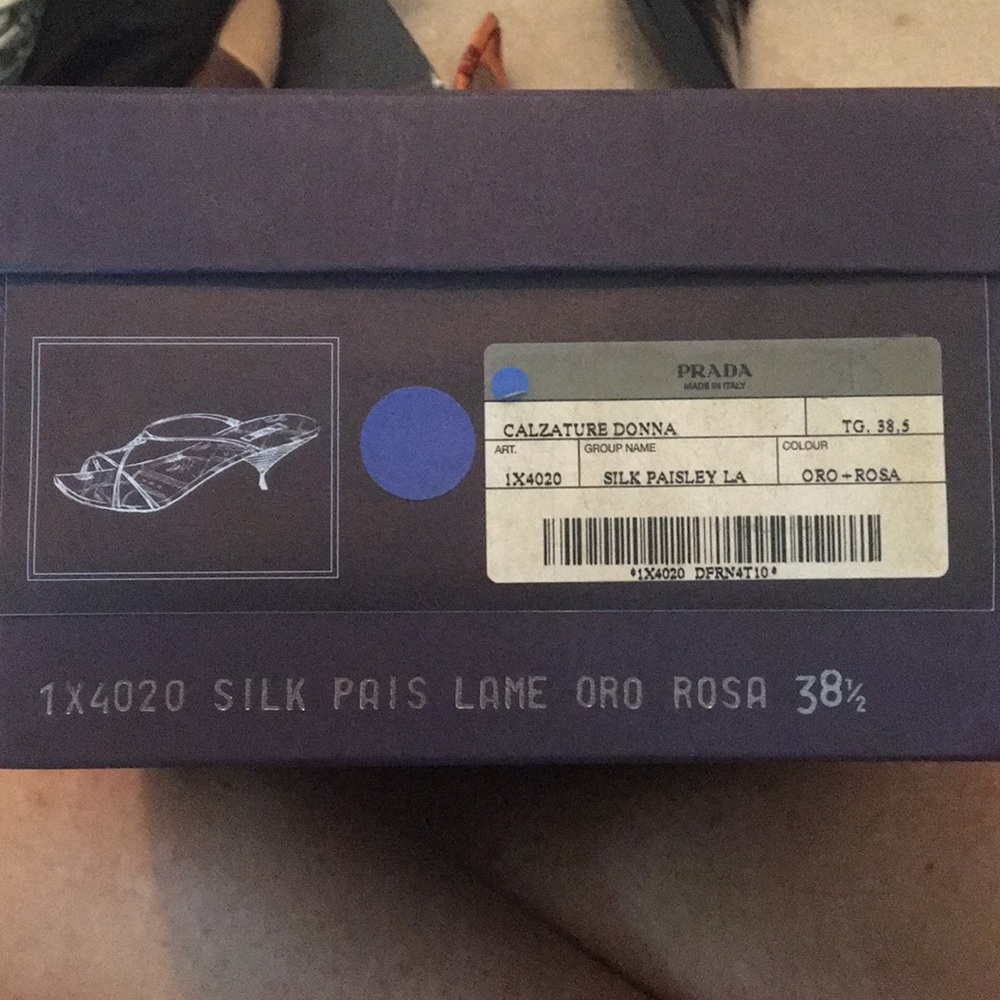 PRADA
MADE IN ITALY
CALZATURE DONNA TG. 38,5
ART. GROUP NAME COLOUR
1X4020 SILK PAISLEY LA ORO+ROSA
*1X4020 DFRN4T10*
1X4020 SILK PAIS LAME ORO ROSA 38½